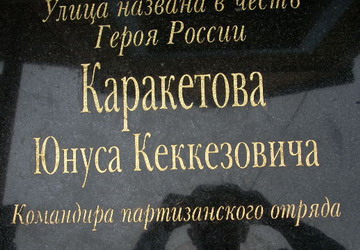 Улица названа в честь
Героя России
Каракетова
Юнуса Кеккезовича
Командира партизанского отряда